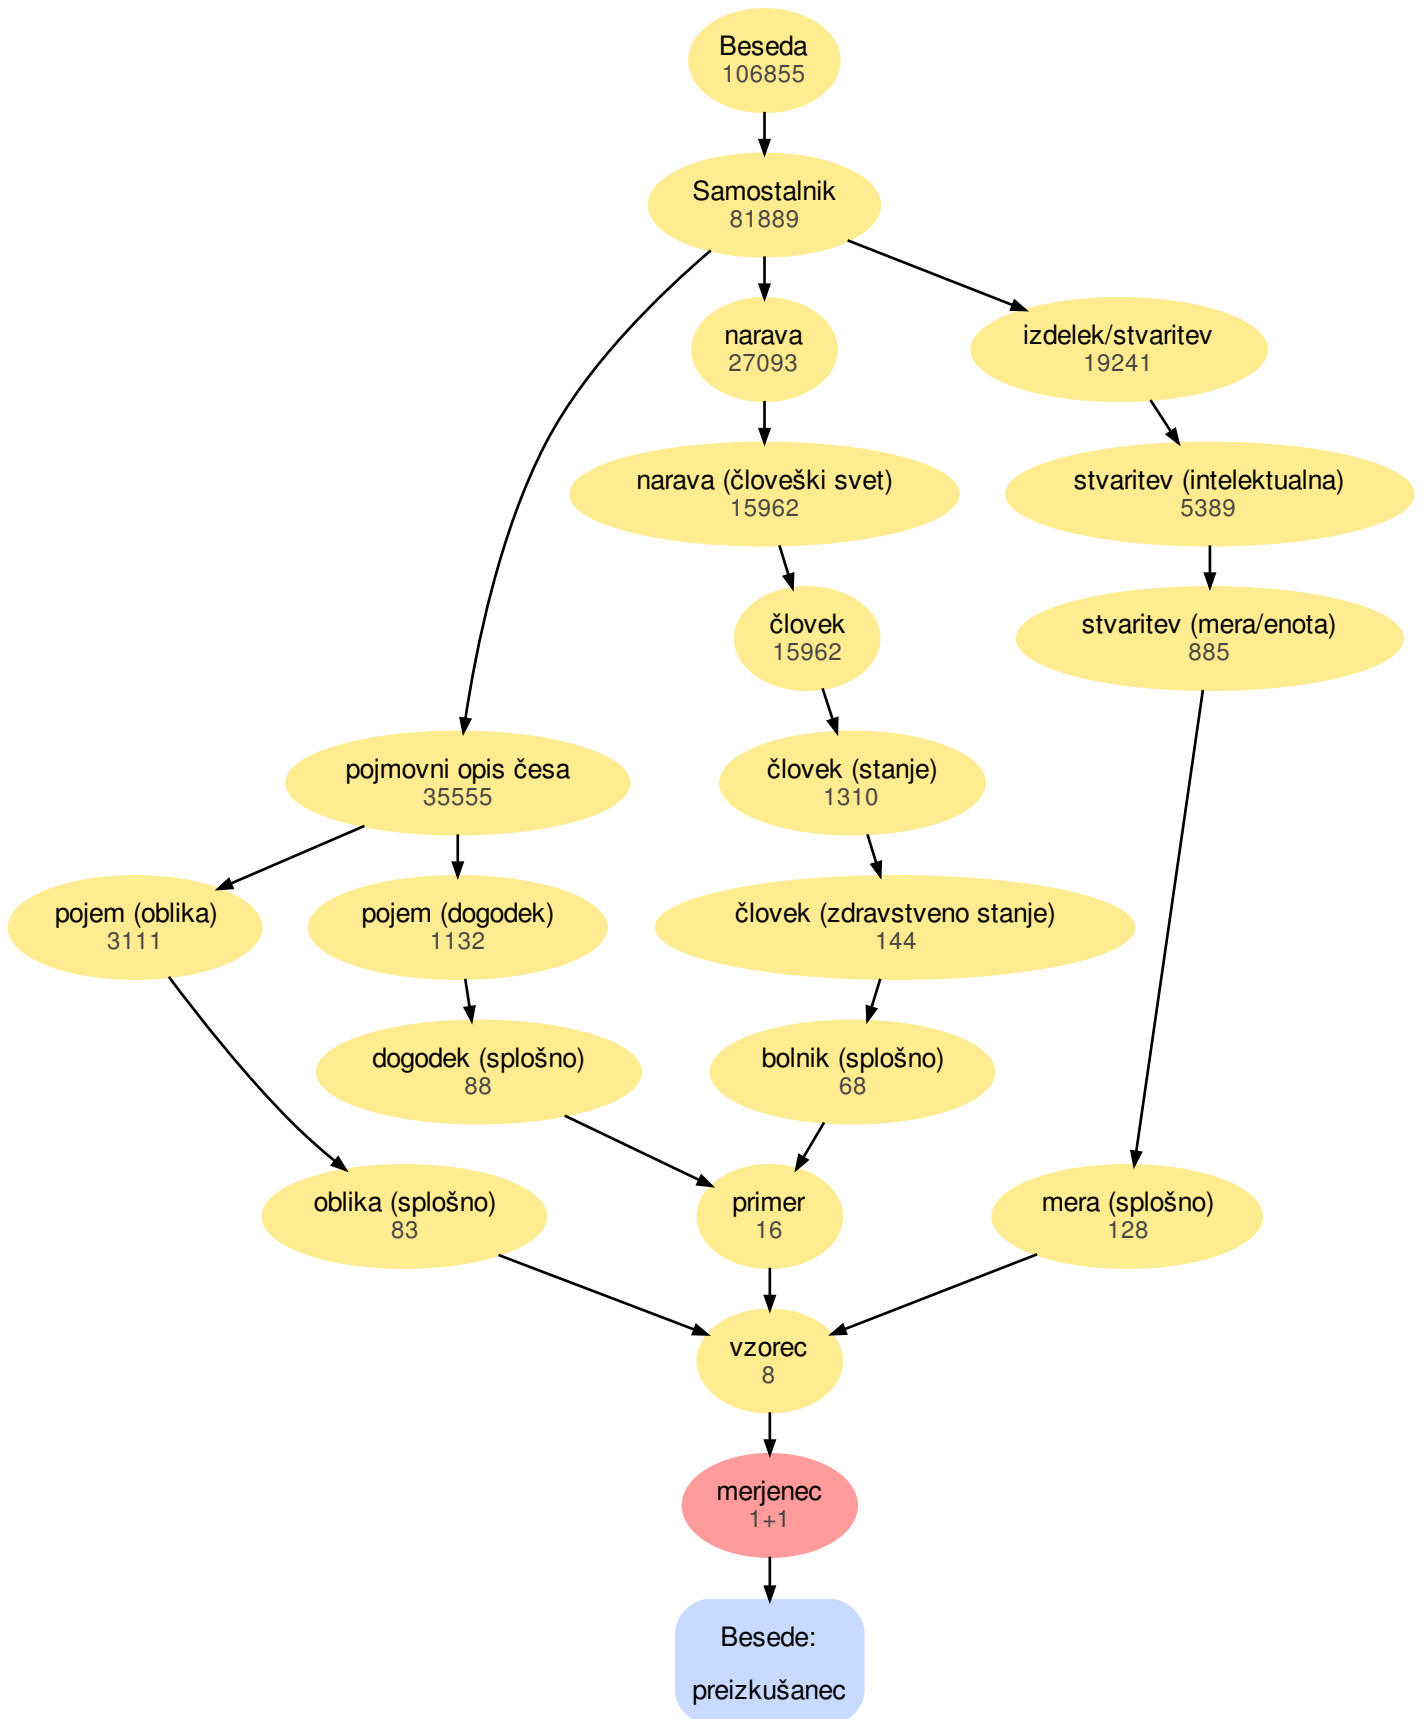 Beseda
106855
Samostalnik
81889
narava
27093
izdelek/stvaritev
19241
narava (človeški svet)
15962
stvaritev (intelektualna)
5389
človek
15962
stvaritev (mera/enota)
885
pojmovni opis česa
35555
človek (stanje)
1310
pojem (oblika)
3111
pojem (dogodek)
1132
človek (zdravstveno stanje)
144
dogodek (splošno)
88
bolnik (splošno)
68
oblika (splošno)
83
primer
16
mera (splošno)
128
vzorec
8
merjenec
1+1
Besede:
preizkušanec